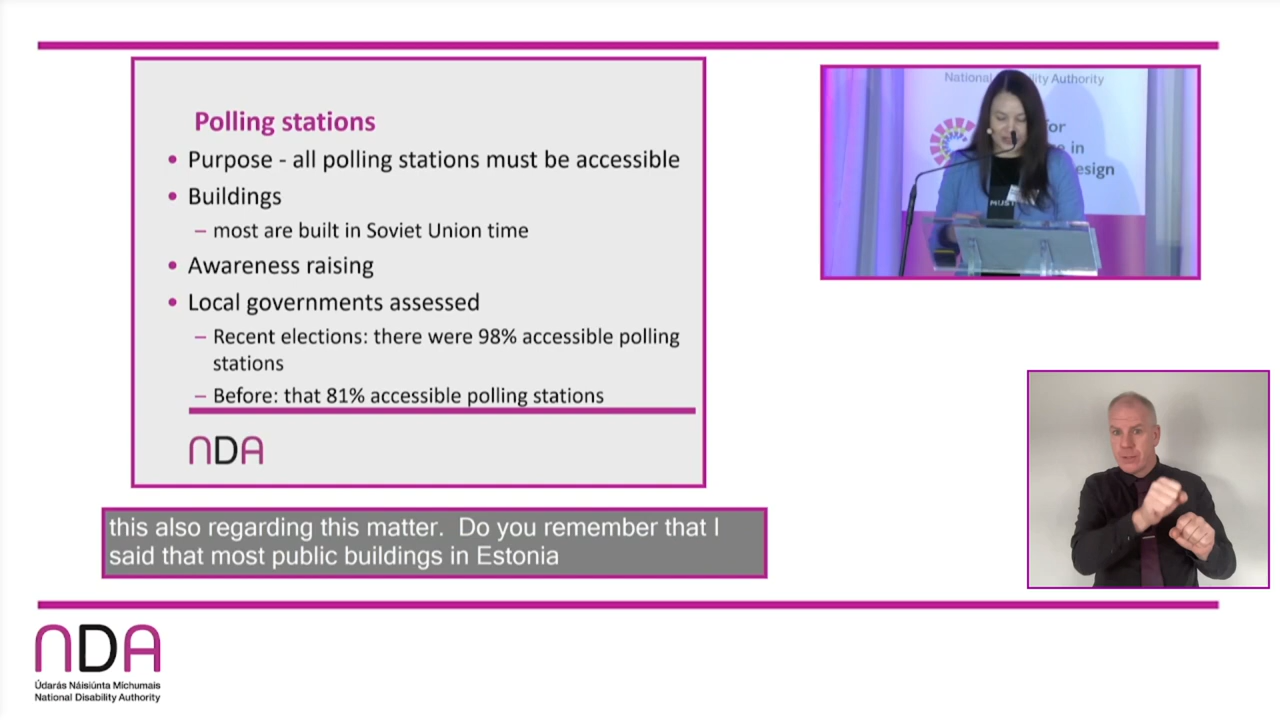 Polling stations
• Purpose - all polling stations must be accessible
• Buildings
– most are built in Soviet Union time
• Awareness raising
• Local governments assessed
– Recent elections: there were 98% accessible polling
stations
– Before: that 81% accessible polling stations
NDA
National ility Authority
for
in
esign
MUST
this also regarding this matter.  Do you remember that I
said that most public buildings in Estonia
NDA
Údarás Náisiúnta Míchumais
National Disability Authority